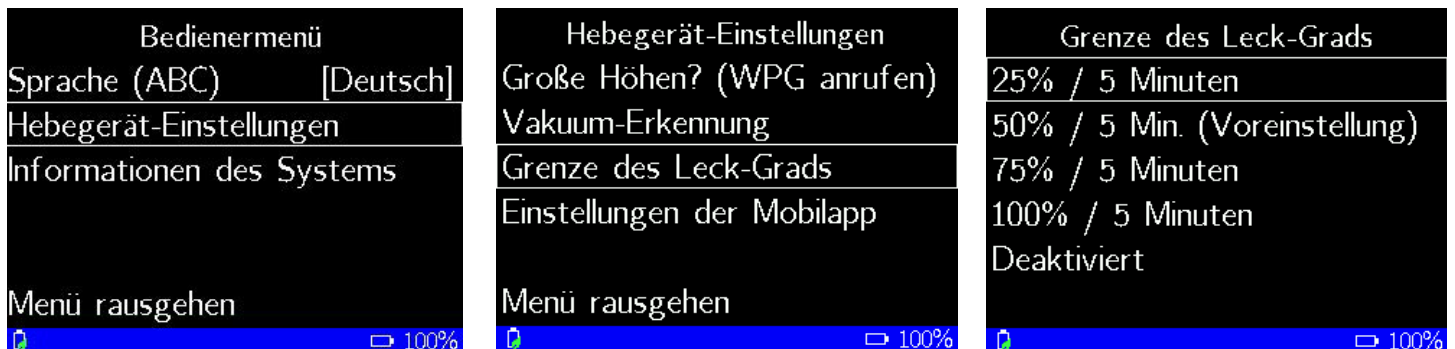 Bedienermenü
Sprache (ABC) [Deutsch]
Hebegerät-Einstellungen
Informationen des Systems
Menü rausgehen
100%
Hebegerät-Einstellungen
Große Höhen? (WPG anrufen)
Vakuum-Erkennung
Grenze des Leck-Grads
Einstellungen der Mobilapp
Menü rausgehen
100%
Grenze des Leck-Grads
25% / 5 Minuten
50% / 5 Min. (Voreinstellung)
75% / 5 Minuten
100% / 5 Minuten
Deaktiviert
100%